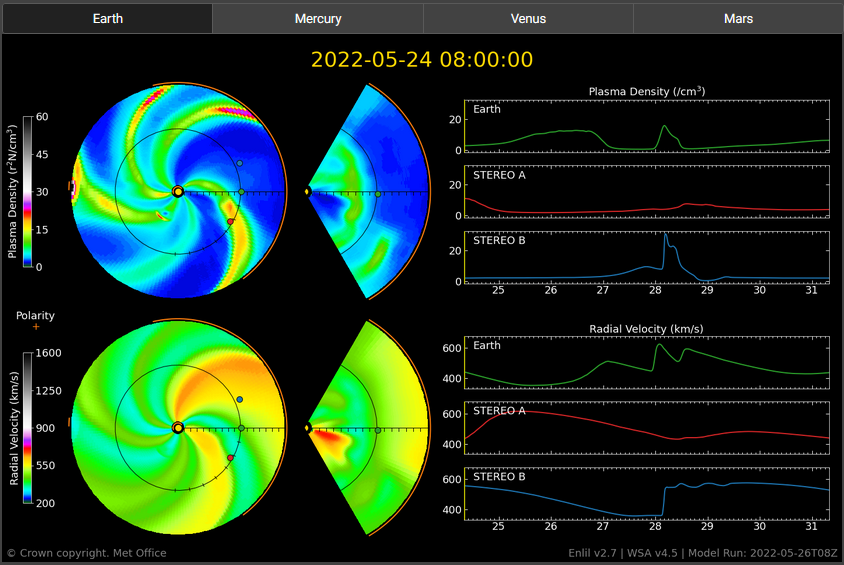 Earth Mercury Venus Mars
2022-05-24 08:00:00
Plasma Density (r²N/cm³)
60
45
30
15
0
Plasma Density (/cm³)
Earth
20
0
STEREO A
20
0
STEREO B
20
0
25 26 27 28 29 30 31
Polarity
+
Radial Velocity (km/s)
1600
1250
900
550
200
Radial Velocity (km/s)
Earth
600
400
STEREO A
600
400
STEREO B
600
400
25 26 27 28 29 30 31
© Crown copyright. Met Office
Enlil v2.7 | WSA v4.5 | Model Run: 2022-05-26T08Z